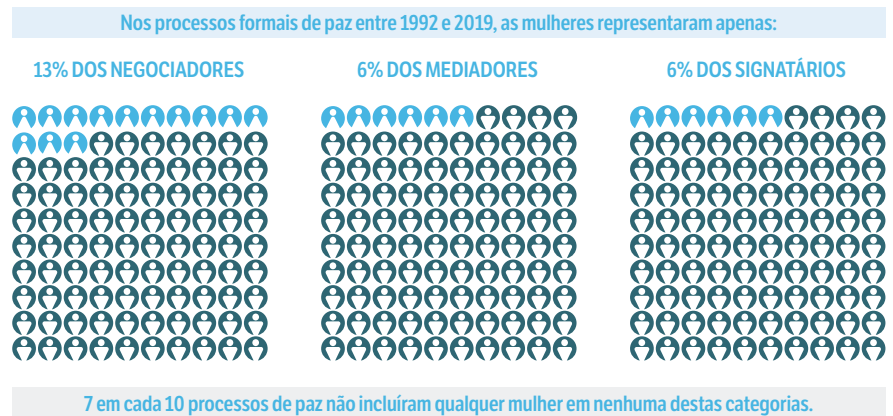 Nos processos formais de paz entre 1992 e 2019, as mulheres representaram apenas:
13% DOS NEGOCIADORES
6% DOS MEDIADORES
6% DOS SIGNATÁRIOS
7 em cada 10 processos de paz não incluíram qualquer mulher em nenhuma destas categorias.